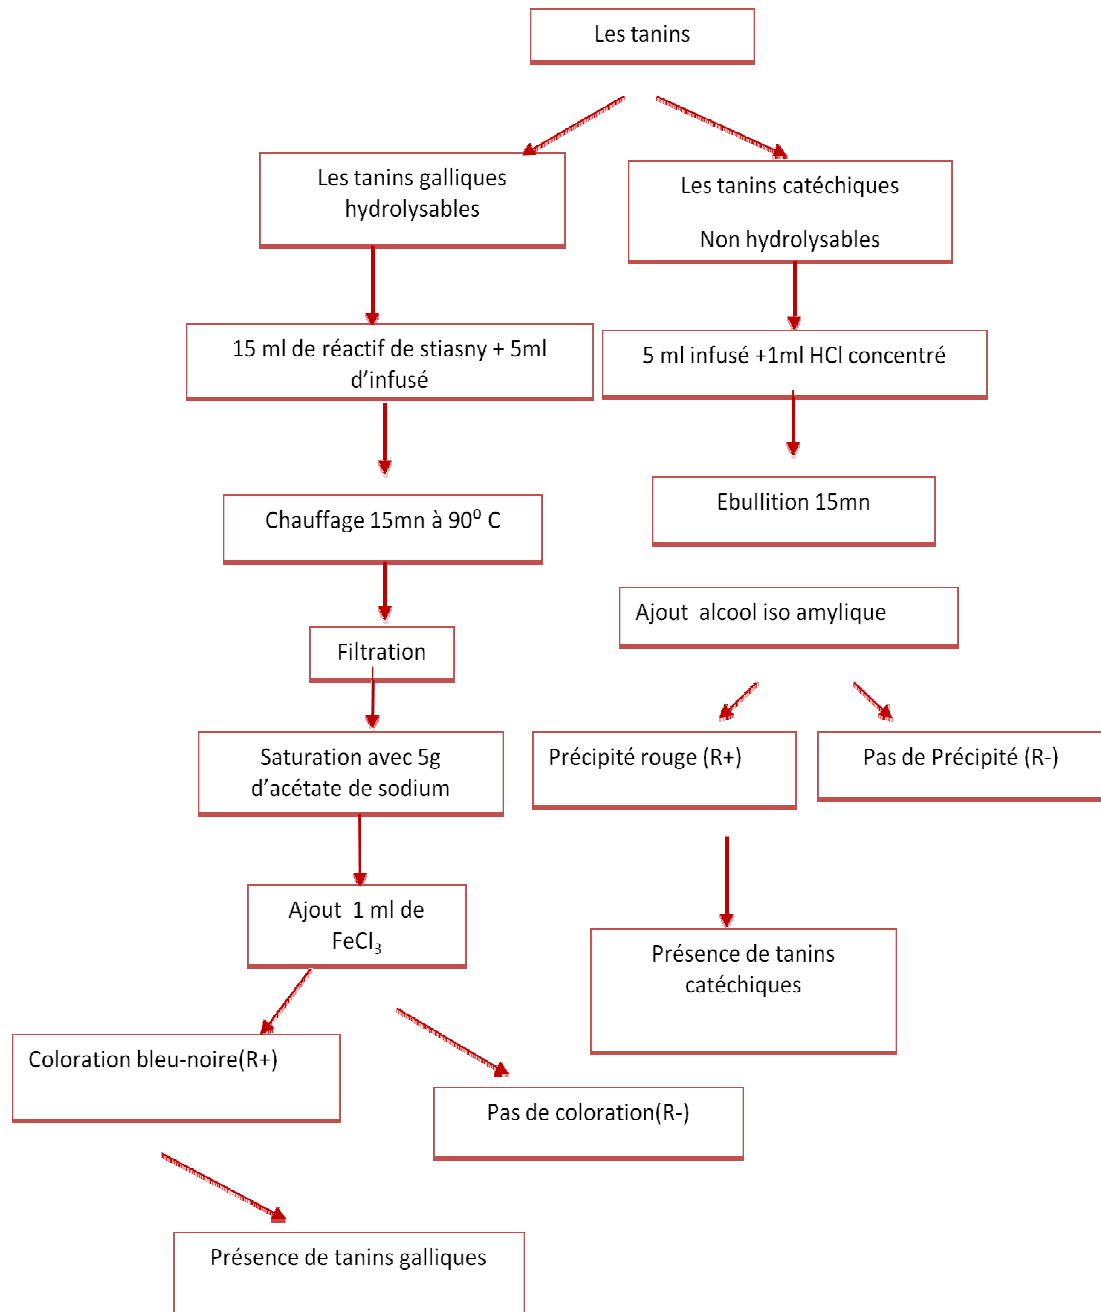 Les tanins
Les tanins galliques
hydrolysables
Les tanins catéchiques
Non hydrolysables
15 ml de réactif de stiasny + 5ml
d’infusé
5 ml infusé +1ml HCl concentré
Chauffage 15mn à 90⁰ C
Ebullition 15mn
Ajout alcool iso amylique
Filtration
Saturation avec 5g
d’acétate de sodium
Précipité rouge (R+)
Pas de Précipité (R-)
Ajout 1 ml de
FeCl₃
Présence de tanins
catéchiques
Coloration bleu-noire(R+)
Pas de coloration(R-)
Présence de tanins galliques